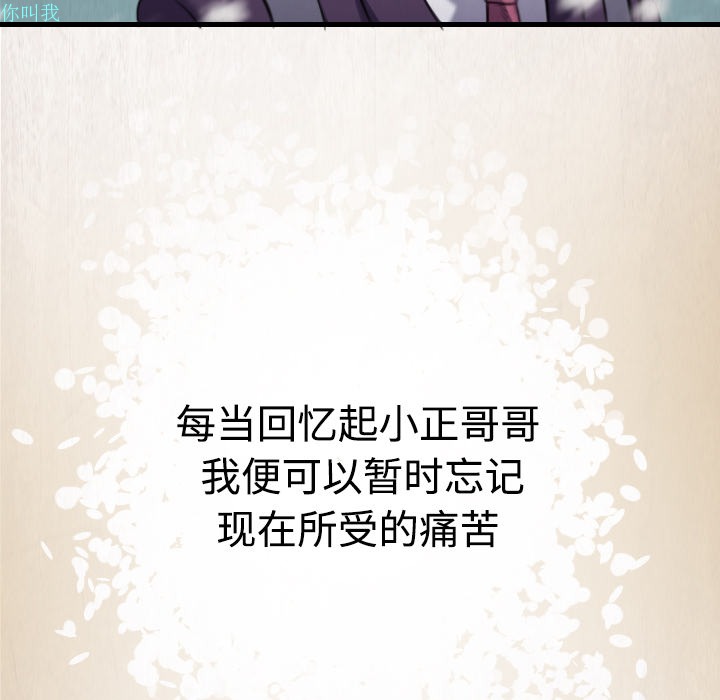 你叫我
每当回忆起小正哥哥
我便可以暂时忘记
现在所受的痛苦